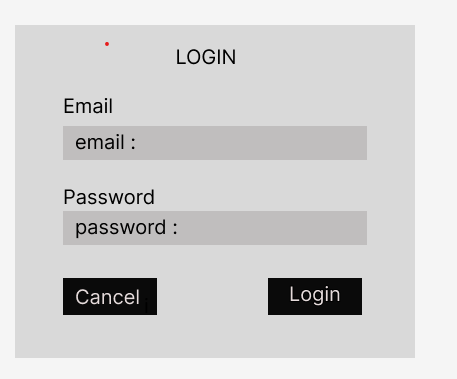 LOGIN
Email
email :
Password
password :
Cancel
Login